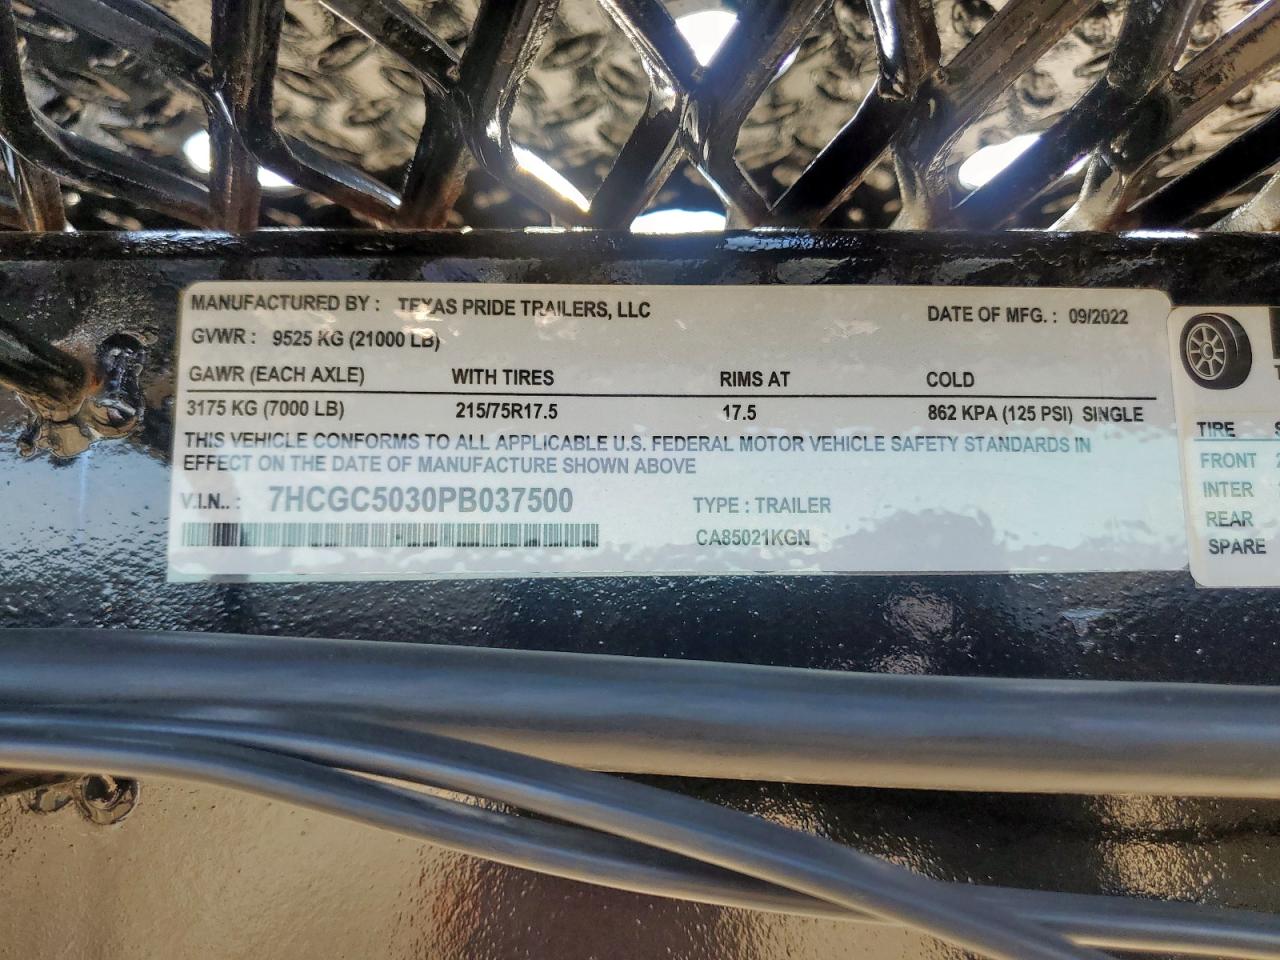 MANUFACTURED BY : TEXAS PRIDE TRAILERS, LLC DATE OF MFG. : 09/2022
GVWR : 9525 KG (21000 LB)
GAWR (EACH AXLE) WITH TIRES RIMS AT COLD
3175 KG (7000 LB) 215/75R17.5 17.5 862 KPA (125 PSI) SINGLE
THIS VEHICLE CONFORMS TO ALL APPLICABLE U.S. FEDERAL MOTOR VEHICLE SAFETY STANDARDS IN
EFFECT ON THE DATE OF MANUFACTURE SHOWN ABOVE
V.I.N.. : 7HCGC5030PB037500 TYPE : TRAILER
CA85021KGN
TIRE
FRONT
INTER
REAR
SPARE